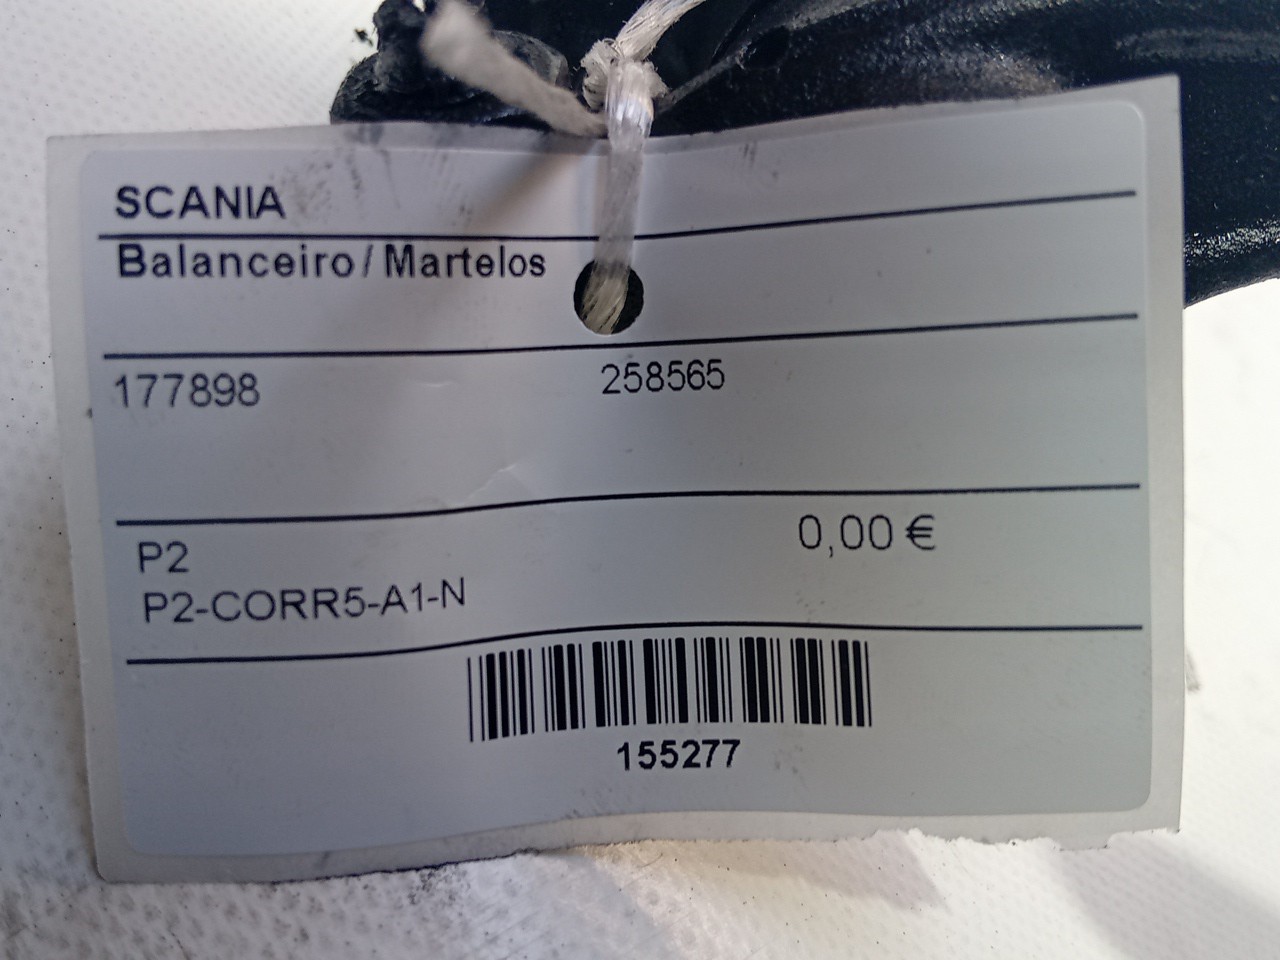 SCANIA
Balanceiro/ Martelos
177898 258565
P2 0,00 €
P2-CORR5-A1-N
155277